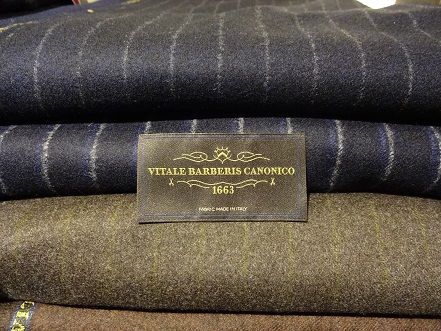 VITALE BARBERIS CANONICO
1663
FABRIC MADE IN ITALY